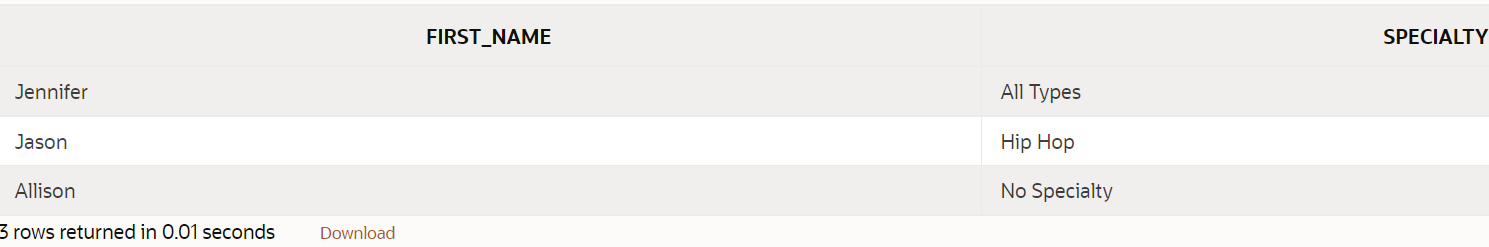 FIRST_NAME SPECIALTY
Jennifer All Types
Jason Hip Hop
Allison No Specialty
3 rows returned in 0.01 seconds Download